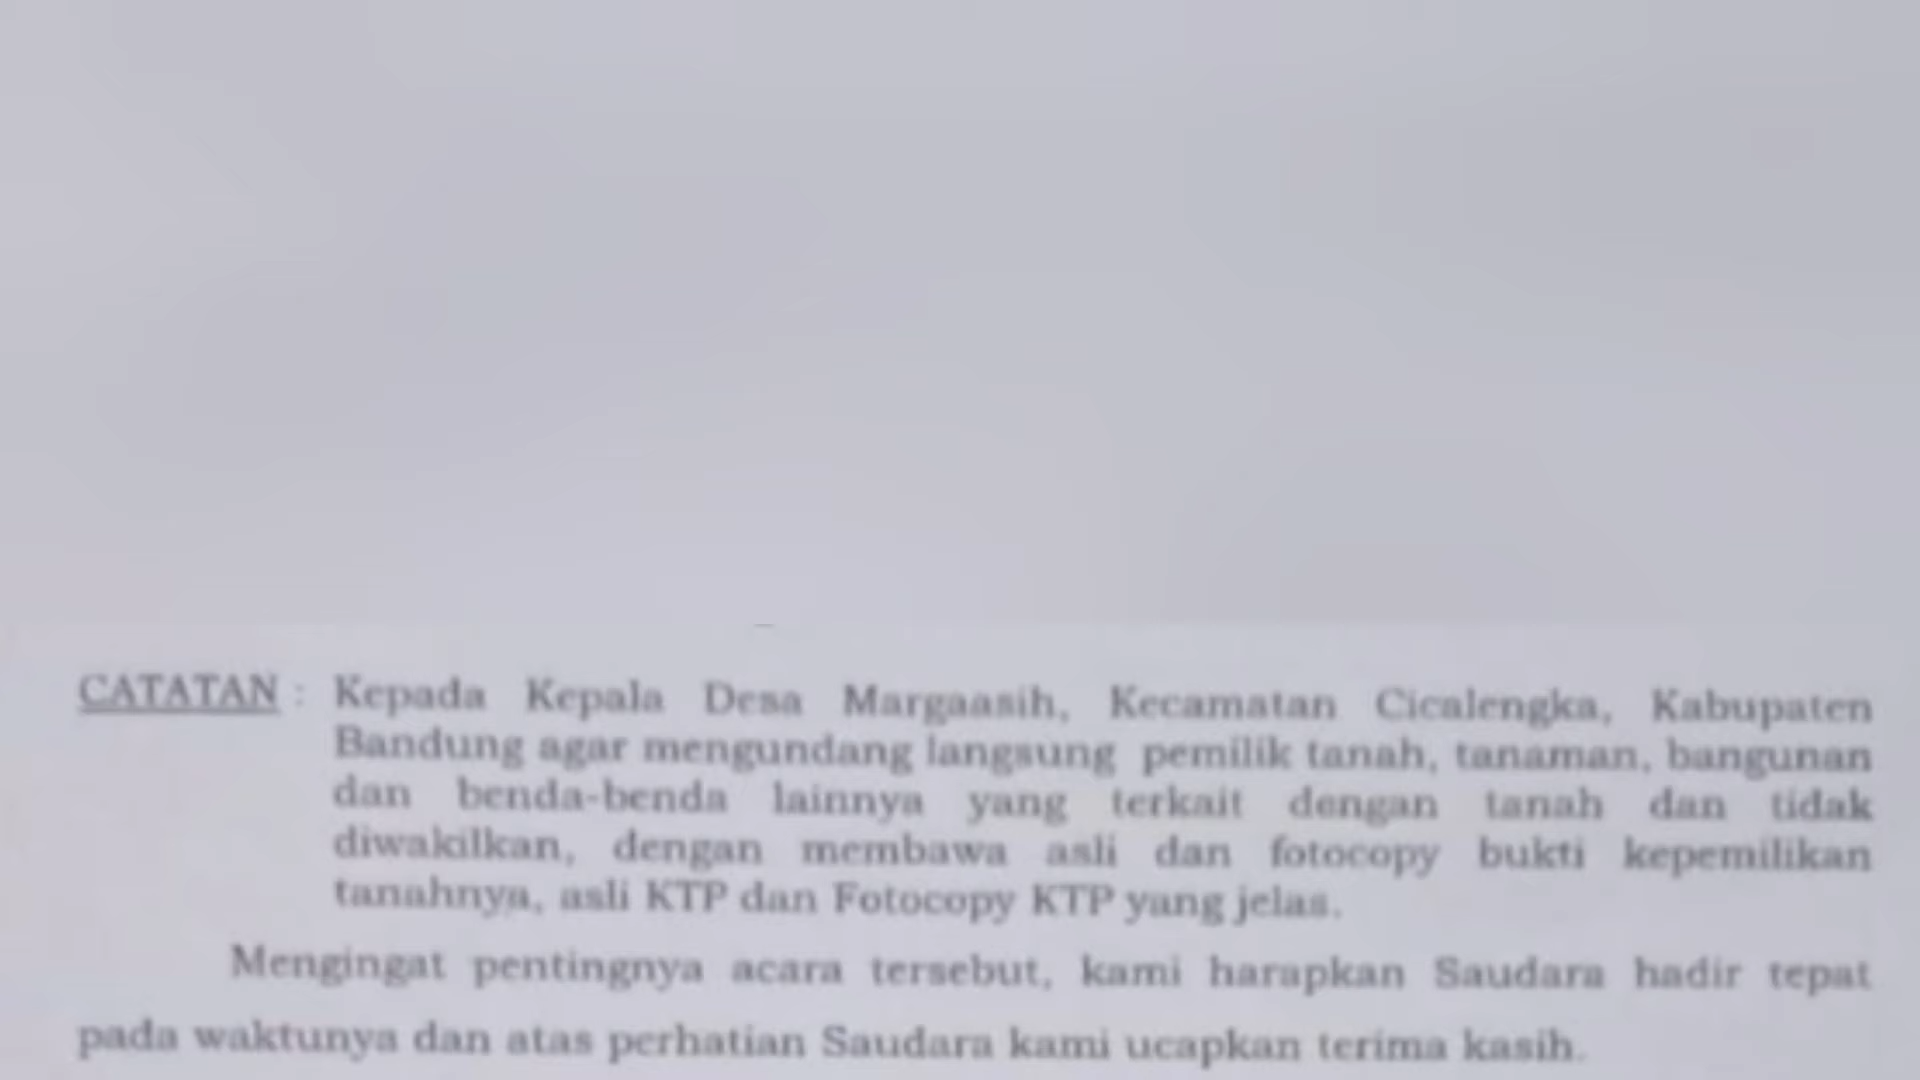 CATATAN : Kepada Kepala Desa Margaasih, Kecamatan Cicalengka, Kabupaten
Bandung agar mengundang langsung pemilik tanah, tanaman, bangunan
dan benda-benda lainnya yang terkait dengan tanah dan tidak
diwakilkan, dengan membawa asli dan fotocopy bukti kepemilikan
tanahnya, asli KTP dan Fotocopy KTP yang jelas.
Mengingat pentingnya acara tersebut, kami harapkan Saudara hadir tepat
pada waktunya dan atas perhatian Saudara kami ucapkan terima kasih.